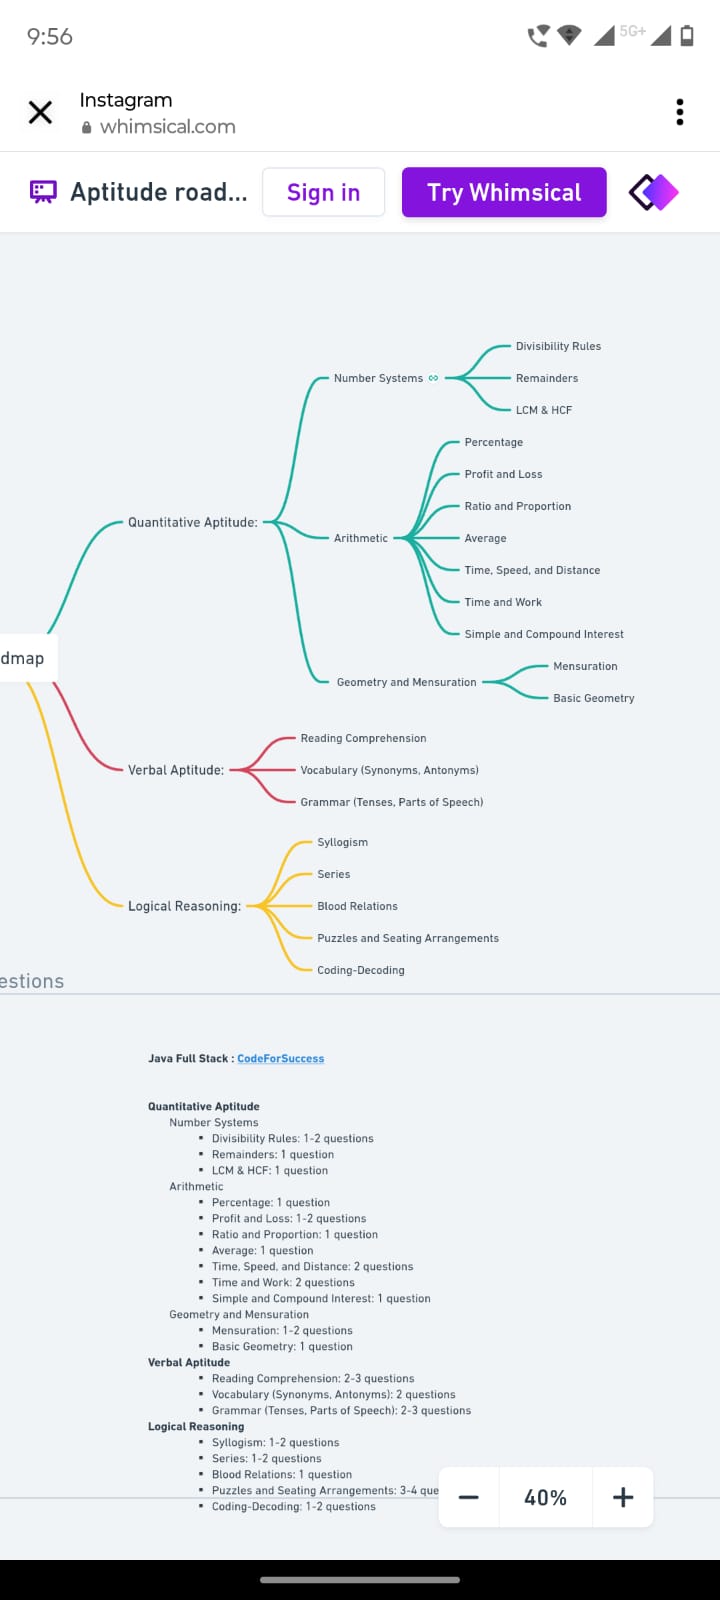 9:56
5G+
Instagram
whimsical.com
Aptitude road...
Sign in
Try Whimsical
Divisibility Rules
Number Systems
Remainders
LCM & HCF
Percentage
Profit and Loss
Ratio and Proportion
Quantitative Aptitude:
Arithmetic
Average
Time, Speed, and Distance
Time and Work
Simple and Compound Interest
dmap
Mensuration
Geometry and Mensuration
Basic Geometry
Reading Comprehension
Verbal Aptitude:
Vocabulary (Synonyms, Antonyms)
Grammar (Tenses, Parts of Speech)
Syllogism
Series
Logical Reasoning:
Blood Relations
Puzzles and Seating Arrangements
Coding-Decoding
estions
Java Full Stack : CodeForSuccess
Quantitative Aptitude
Number Systems
▪ Divisibility Rules: 1-2 questions
▪ Remainders: 1 question
▪ LCM & HCF: 1 question
Arithmetic
▪ Percentage: 1 question
▪ Profit and Loss: 1-2 questions
▪ Ratio and Proportion: 1 question
▪ Average: 1 question
▪ Time, Speed, and Distance: 2 questions
▪ Time and Work: 2 questions
▪ Simple and Compound Interest: 1 question
Geometry and Mensuration
▪ Mensuration: 1-2 questions
▪ Basic Geometry: 1 question
Verbal Aptitude
▪ Reading Comprehension: 2-3 questions
▪ Vocabulary (Synonyms, Antonyms): 2 questions
▪ Grammar (Tenses, Parts of Speech): 2-3 questions
Logical Reasoning
▪ Syllogism: 1-2 questions
▪ Series: 1-2 questions
▪ Blood Relations: 1 question
▪ Puzzles and Seating Arrangements: 3-4 que
▪ Coding-Decoding: 1-2 questions
40%